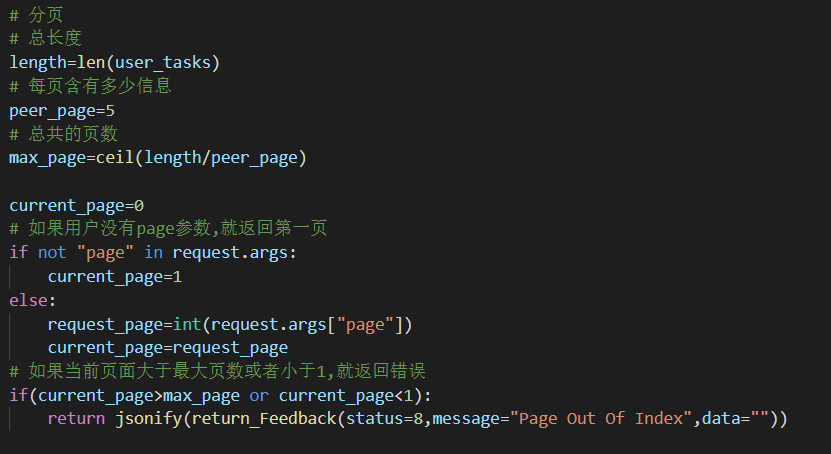 # 分页
# 总长度
length=len(user_tasks)
# 每页含有多少信息
peer_page=5
# 总共的页数
max_page=ceil(length/peer_page)
current_page=0
# 如果用户没有page参数,就返回第一页
if not "page" in request.args:
    current_page=1
else:
    request_page=int(request.args["page"])
    current_page=request_page
# 如果当前页面大于最大页数或者小于1,就返回错误
if(current_page>max_page or current_page<1):
    return jsonify(return_Feedback(status=8,message="Page Out Of Index",data=""))